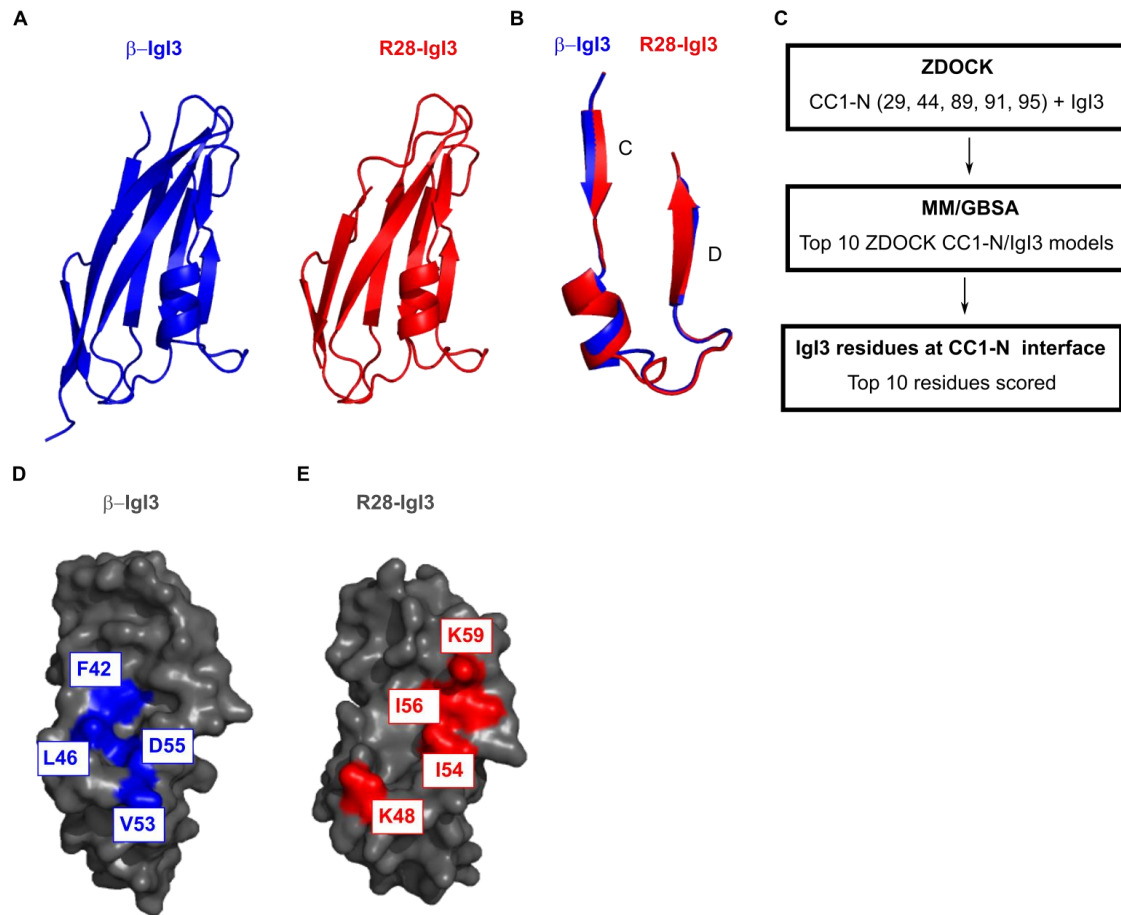 A
β–IgI3
R28-IgI3
B
β–IgI3
R28-IgI3
C
D
C
ZDOCK
CC1-N (29, 44, 89, 91, 95) + IgI3
MM/GBSA
Top 10 ZDOCK CC1-N/IgI3 models
IgI3 residues at CC1-N interface
Top 10 residues scored
D
β–IgI3
F42
L46
D55
V53
E
R28-IgI3
K59
I56
I54
K48